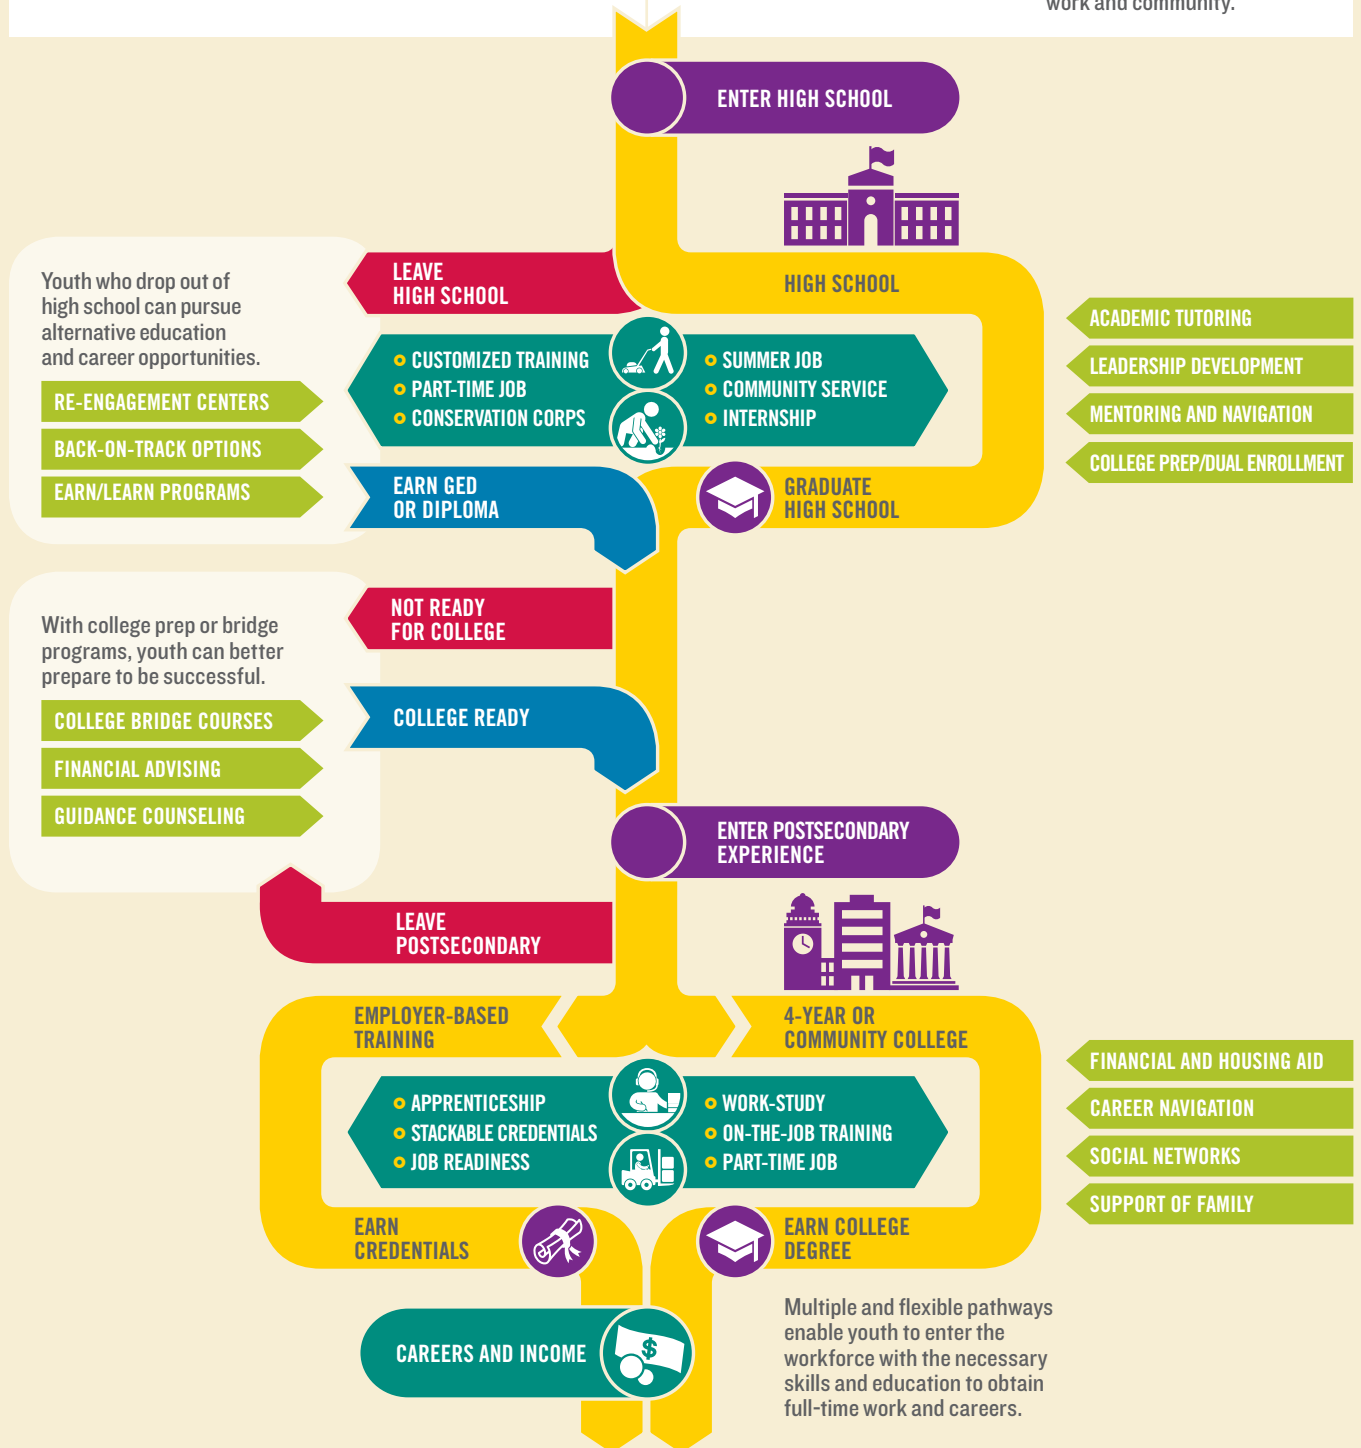 work and community.
ENTER HIGH SCHOOL
HIGH SCHOOL
LEAVE
HIGH SCHOOL
Youth who drop out of
high school can pursue
alternative education
and career opportunities.
RE-ENGAGEMENT CENTERS
BACK-ON-TRACK OPTIONS
EARN/LEARN PROGRAMS
CUSTOMIZED TRAINING
PART-TIME JOB
CONSERVATION CORPS
SUMMER JOB
COMMUNITY SERVICE
INTERNSHIP
ACADEMIC TUTORING
LEADERSHIP DEVELOPMENT
MENTORING AND NAVIGATION
COLLEGE PREP/DUAL ENROLLMENT
EARN GED
OR DIPLOMA
GRADUATE
HIGH SCHOOL
NOT READY
FOR COLLEGE
With college prep or bridge
programs, youth can better
prepare to be successful.
COLLEGE BRIDGE COURSES
FINANCIAL ADVISING
GUIDANCE COUNSELING
COLLEGE READY
ENTER POSTSECONDARY
EXPERIENCE
LEAVE
POSTSECONDARY
EMPLOYER-BASED
TRAINING
4-YEAR OR
COMMUNITY COLLEGE
APPRENTICESHIP
STACKABLE CREDENTIALS
JOB READINESS
WORK-STUDY
ON-THE-JOB TRAINING
PART-TIME JOB
FINANCIAL AND HOUSING AID
CAREER NAVIGATION
SOCIAL NETWORKS
SUPPORT OF FAMILY
EARN
CREDENTIALS
EARN COLLEGE
DEGREE
CAREERS AND INCOME
$
Multiple and flexible pathways
enable youth to enter the
workforce with the necessary
skills and education to obtain
full-time work and careers.